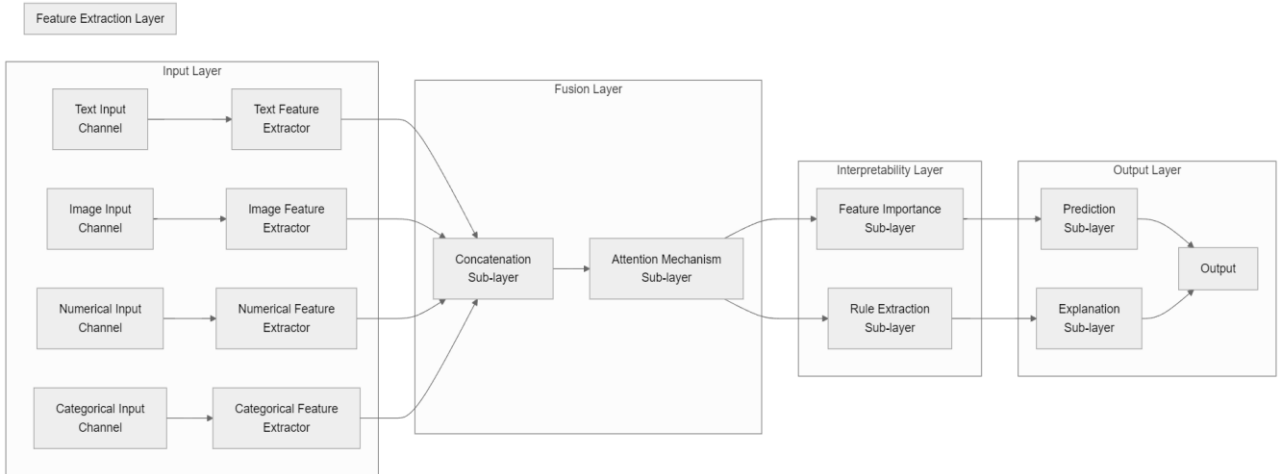 Feature Extraction Layer
Input Layer
Text Input
Channel
Text Feature
Extractor
Image Input
Channel
Image Feature
Extractor
Numerical Input
Channel
Numerical Feature
Extractor
Categorical Input
Channel
Categorical Feature
Extractor
Fusion Layer
Concatenation
Sub-layer
Attention Mechanism
Sub-layer
Interpretability Layer
Feature Importance
Sub-layer
Rule Extraction
Sub-layer
Output Layer
Prediction
Sub-layer
Explanation
Sub-layer
Output